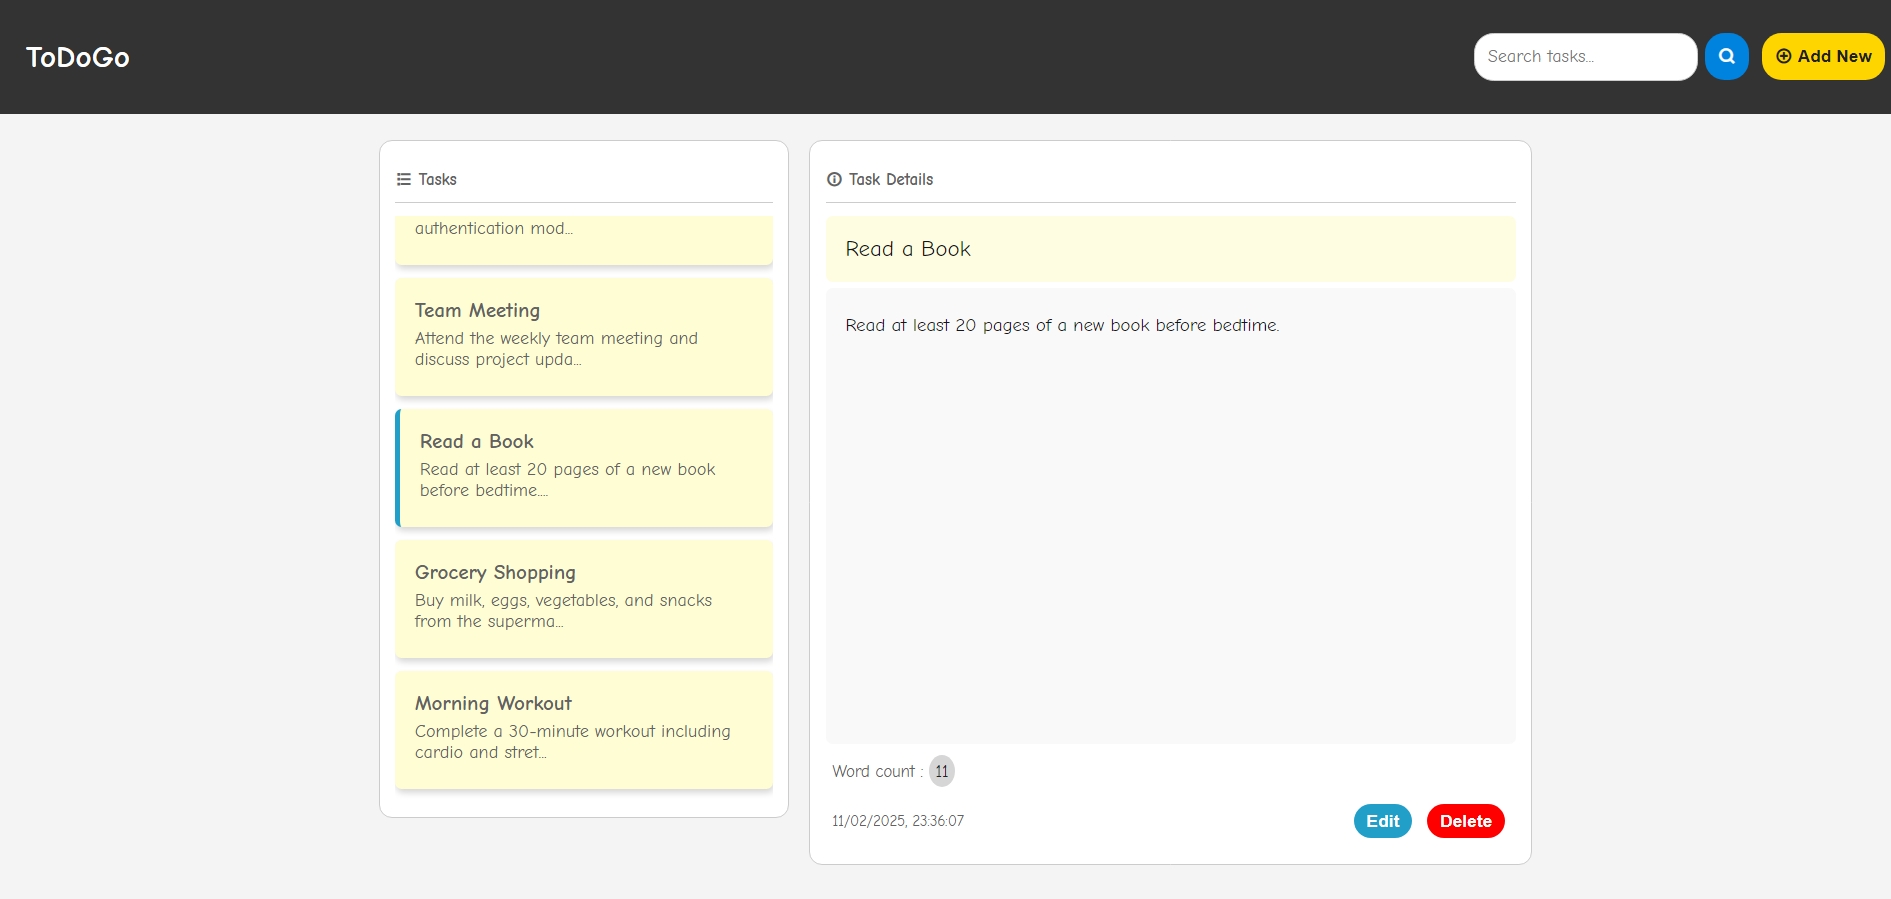 ToDoGo
Search tasks...
Add New
Tasks
authentication mod...
Team Meeting
Attend the weekly team meeting and
discuss project upda...
Read a Book
Read at least 20 pages of a new book
before bedtime....
Grocery Shopping
Buy milk, eggs, vegetables, and snacks
from the superma...
Morning Workout
Complete a 30-minute workout including
cardio and stret...
Task Details
Read a Book
Read at least 20 pages of a new book before bedtime.
Word count : 11
11/02/2025, 23:36:07
Edit
Delete